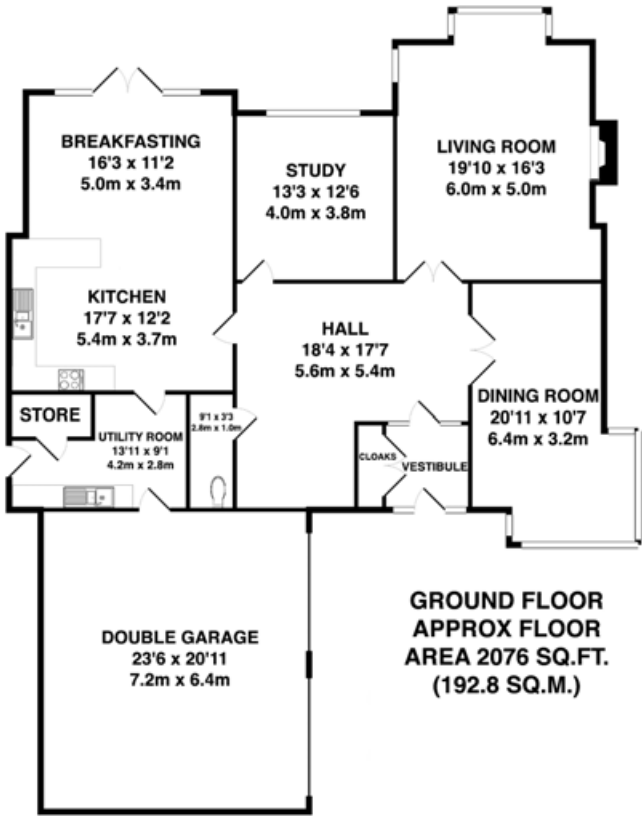 BREAKFASTING
16'3 x 11'2
5.0m x 3.4m
STUDY
13'3 x 12'6
4.0m x 3.8m
LIVING ROOM
19'10 x 16'3
6.0m x 5.0m
KITCHEN
17'7 x 12'2
5.4m x 3.7m
HALL
18'4 x 17'7
5.6m x 5.4m
DINING ROOM
20'11 x 10'7
6.4m x 3.2m
STORE
UTILITY ROOM
13'11 x 9'1
4.2m x 2.8m
9'1 x 3'3
2.8m x 1.0m
CLOAKS
VESTIBULE
DOUBLE GARAGE
23'6 x 20'11
7.2m x 6.4m
GROUND FLOOR
APPROX FLOOR
AREA 2076 SQ.FT.
(192.8 SQ.M.)